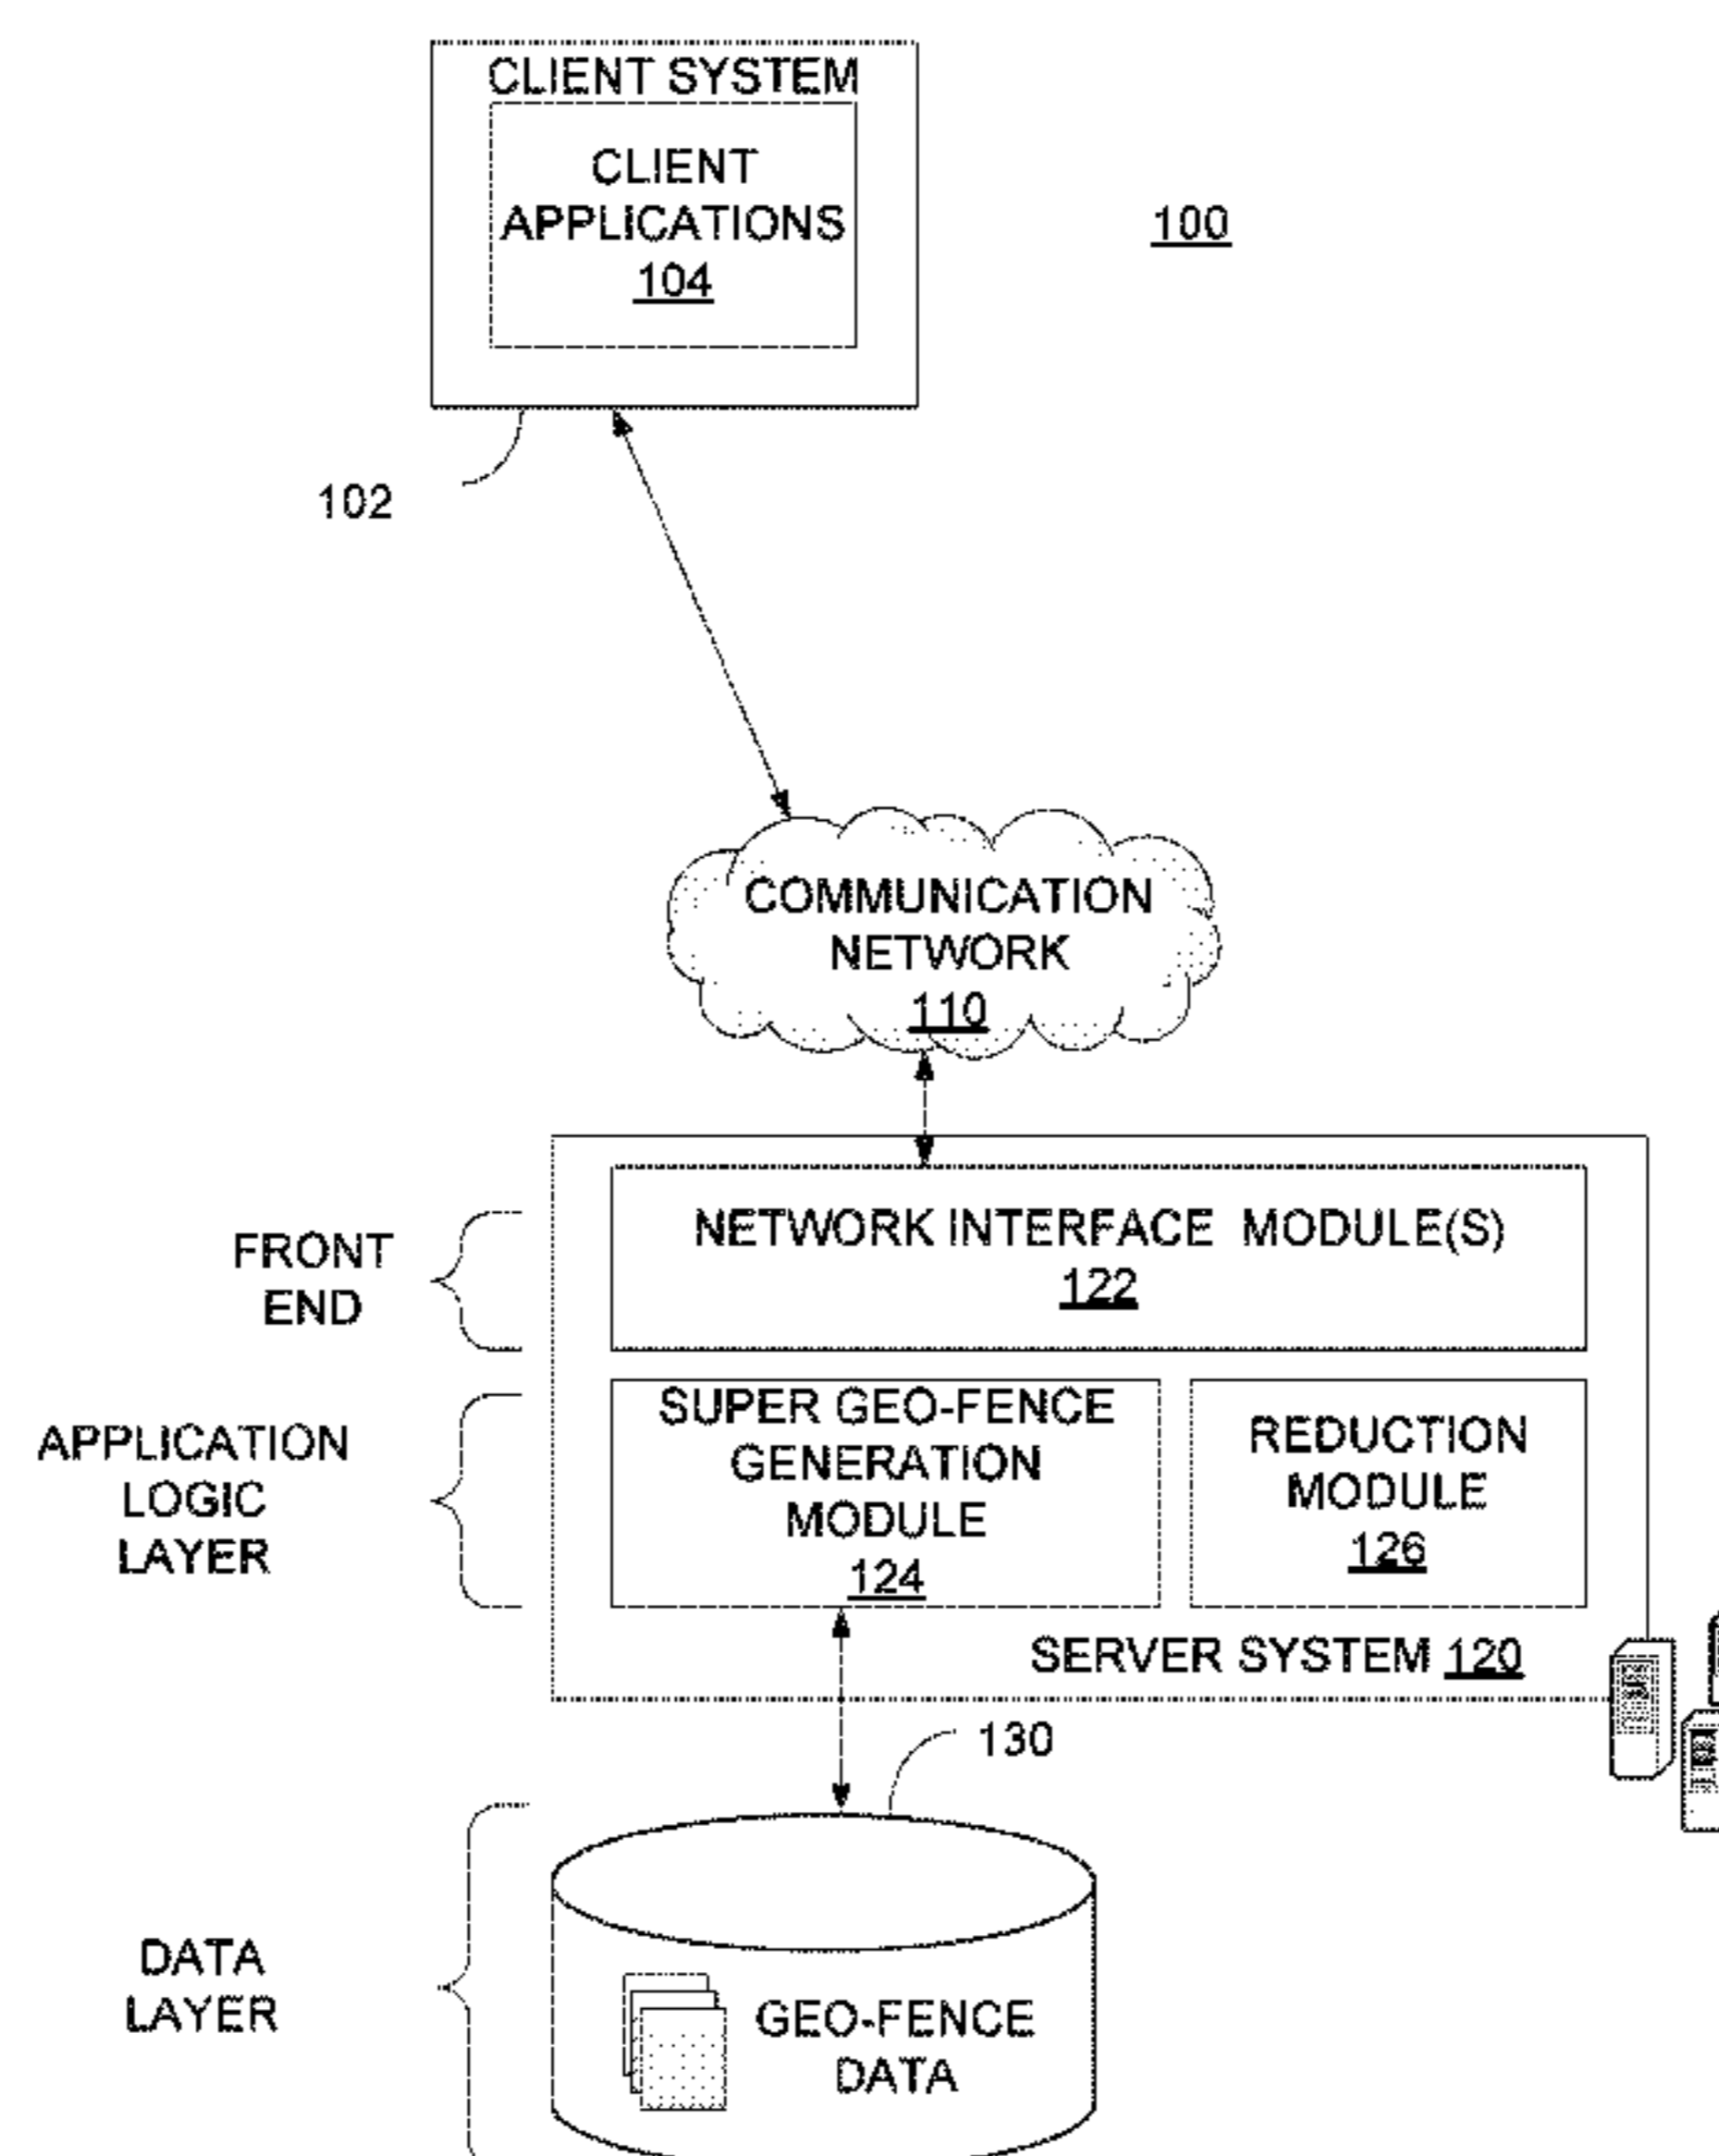 CLIENT SYSTEM
CLIENT
APPLICATIONS
104
100
102
COMMUNICATION
NETWORK
110
FRONT
END
NETWORK INTERFACE MODULE(S)
122
APPLICATION
LOGIC
LAYER
SUPER GEO-FENCE
GENERATION
MODULE
124
REDUCTION
MODULE
126
SERVER SYSTEM 120
130
DATA
LAYER
GEO-FENCE
DATA